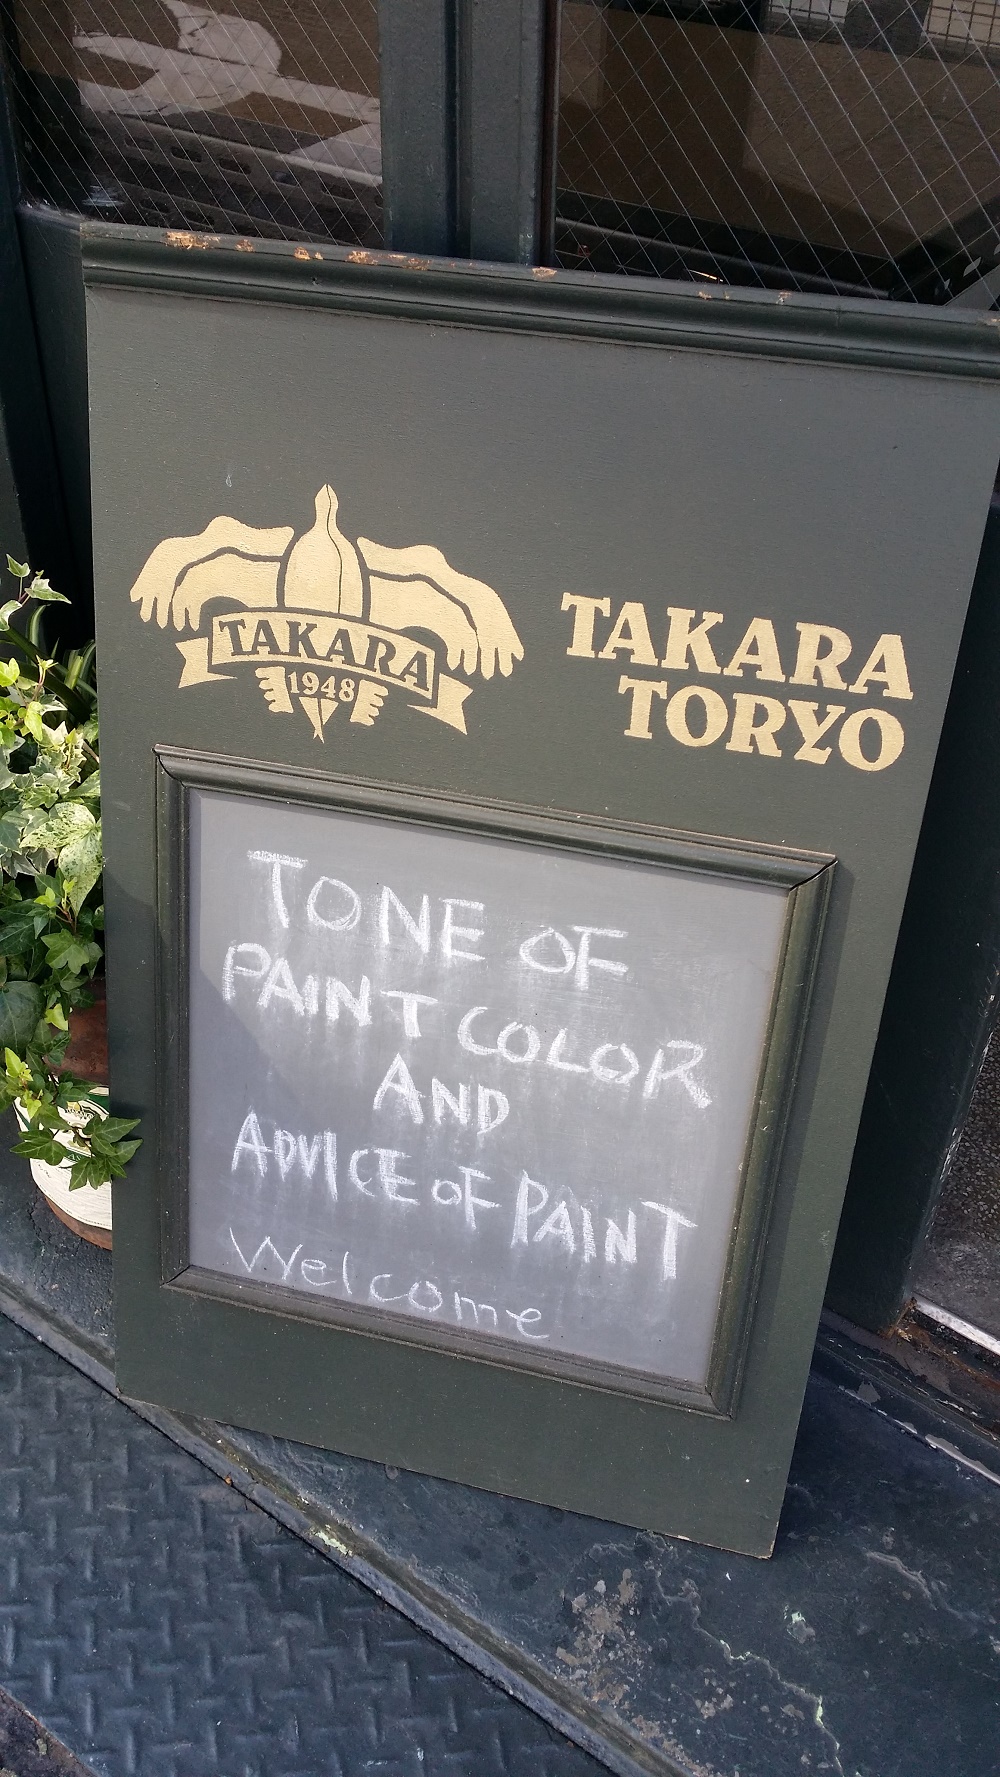 TAKARA
1948
TAKARA
TORYO
TONE OF
PAINT COLOR
AND
ADVICE OF PAINT
Welcome